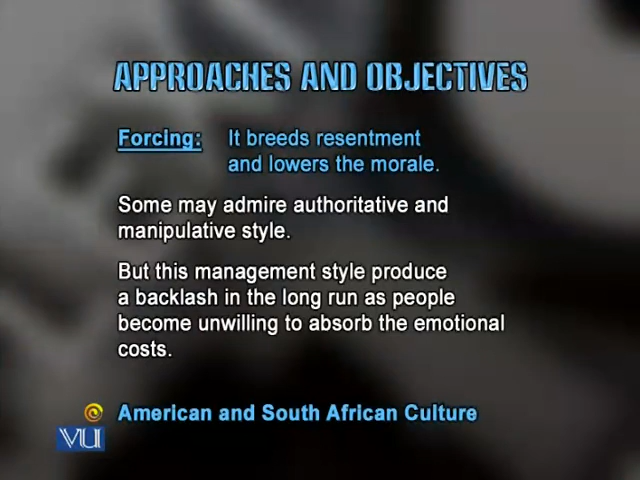 APPROACHES AND OBJECTIVES
Forcing: It breeds resentment
and lowers the morale.
Some may admire authoritative and
manipulative style.
But this management style produce
a backlash in the long run as people
become unwilling to absorb the emotional
costs.
American and South African Culture
VU